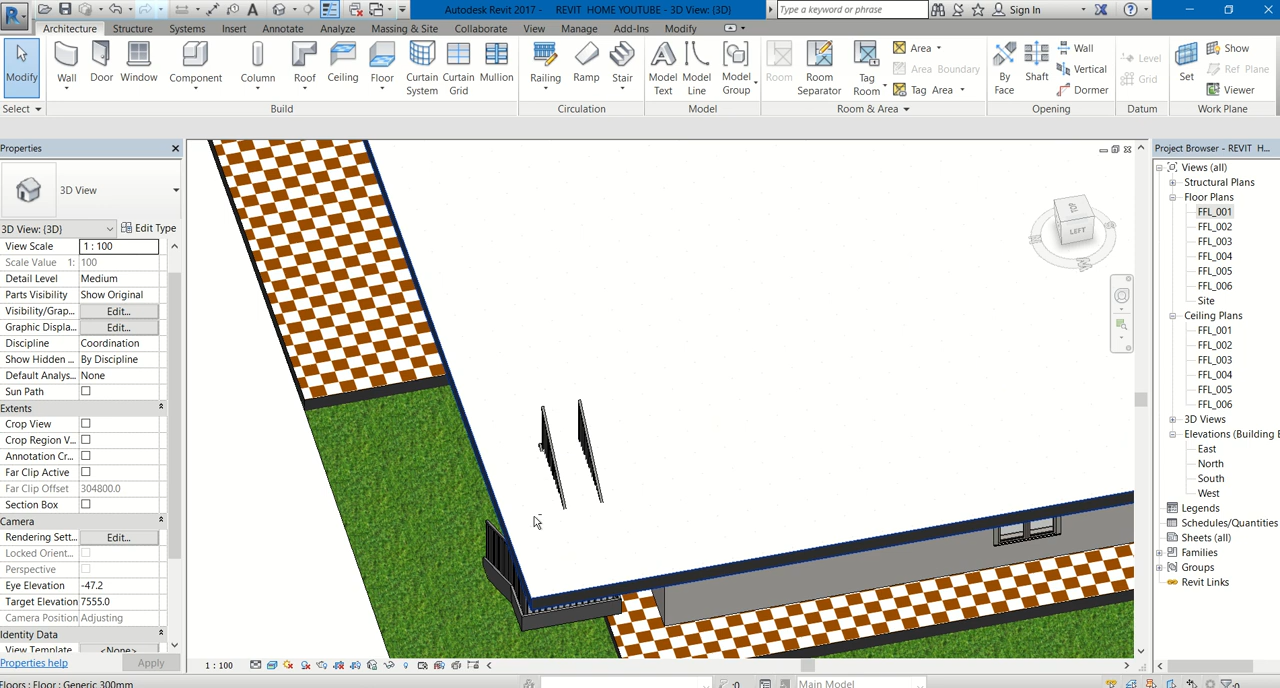 Autodesk Revit 2017 - REVIT HOME YOUTUBE - 3D View: {3D}
Type a keyword or phrase
Sign In
Architecture Structure Systems Insert Annotate Analyze Massing & Site Collaborate View Manage Add-Ins Modify
Modify
Wall
Door
Window
Component
Column
Roof
Ceiling
Floor
Curtain System
Curtain Grid
Mullion
Railing
Ramp
Stair
Model Text
Model Line
Model Group
Room
Room Separator
Tag Room
Area
Area Boundary
Tag Area
By Face
Shaft
Wall
Vertical
Dormer
Level
Grid
Set
Show
Ref Plane
Viewer
Select
Build
Circulation
Model
Room & Area
Opening
Datum
Work Plane
Properties
3D View
3D View: {3D}
Edit Type
View Scale 1 : 100
Scale Value 1: 100
Detail Level Medium
Parts Visibility Show Original
Visibility/Grap... Edit...
Graphic Displa... Edit...
Discipline Coordination
Show Hidden ... By Discipline
Default Analys... None
Sun Path
Extents
Crop View
Crop Region V...
Annotation Cr...
Far Clip Active
Far Clip Offset 304800.0
Section Box
Camera
Rendering Sett... Edit...
Locked Orient...
Perspective
Eye Elevation -47.2
Target Elevation 7555.0
Camera Position Adjusting
Identity Data
View Template <None>
Properties help
Apply
LEFT
1 : 100
Project Browser - REVIT H...
Views (all)
Structural Plans
Floor Plans
FFL_001
FFL_002
FFL_003
FFL_004
FFL_005
FFL_006
Site
Ceiling Plans
FFL_001
FFL_002
FFL_003
FFL_004
FFL_005
FFL_006
3D Views
Elevations (Building E
East
North
South
West
Legends
Schedules/Quantities
Sheets (all)
Families
Groups
Revit Links
Floors : Floor : Generic 300mm
:0
Main Model
:0